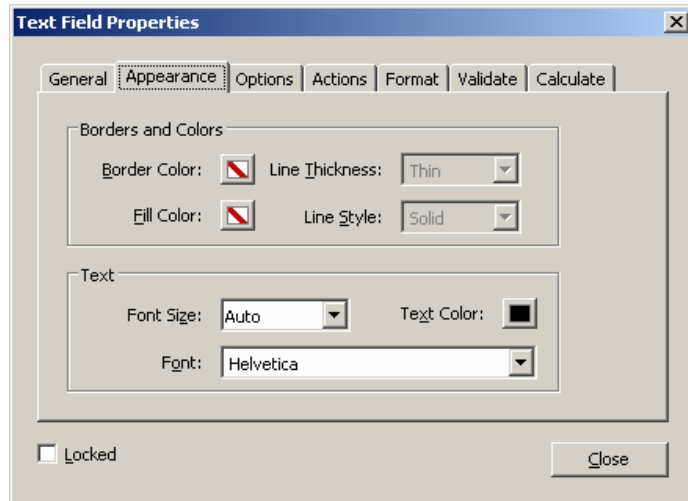 Text Field Properties
General Appearance Options Actions Format Validate Calculate
Borders and Colors
Border Color: Line Thickness: Thin
Fill Color: Line Style: Solid
Text
Font Size: Auto Text Color:
Font: Helvetica
Locked
Close